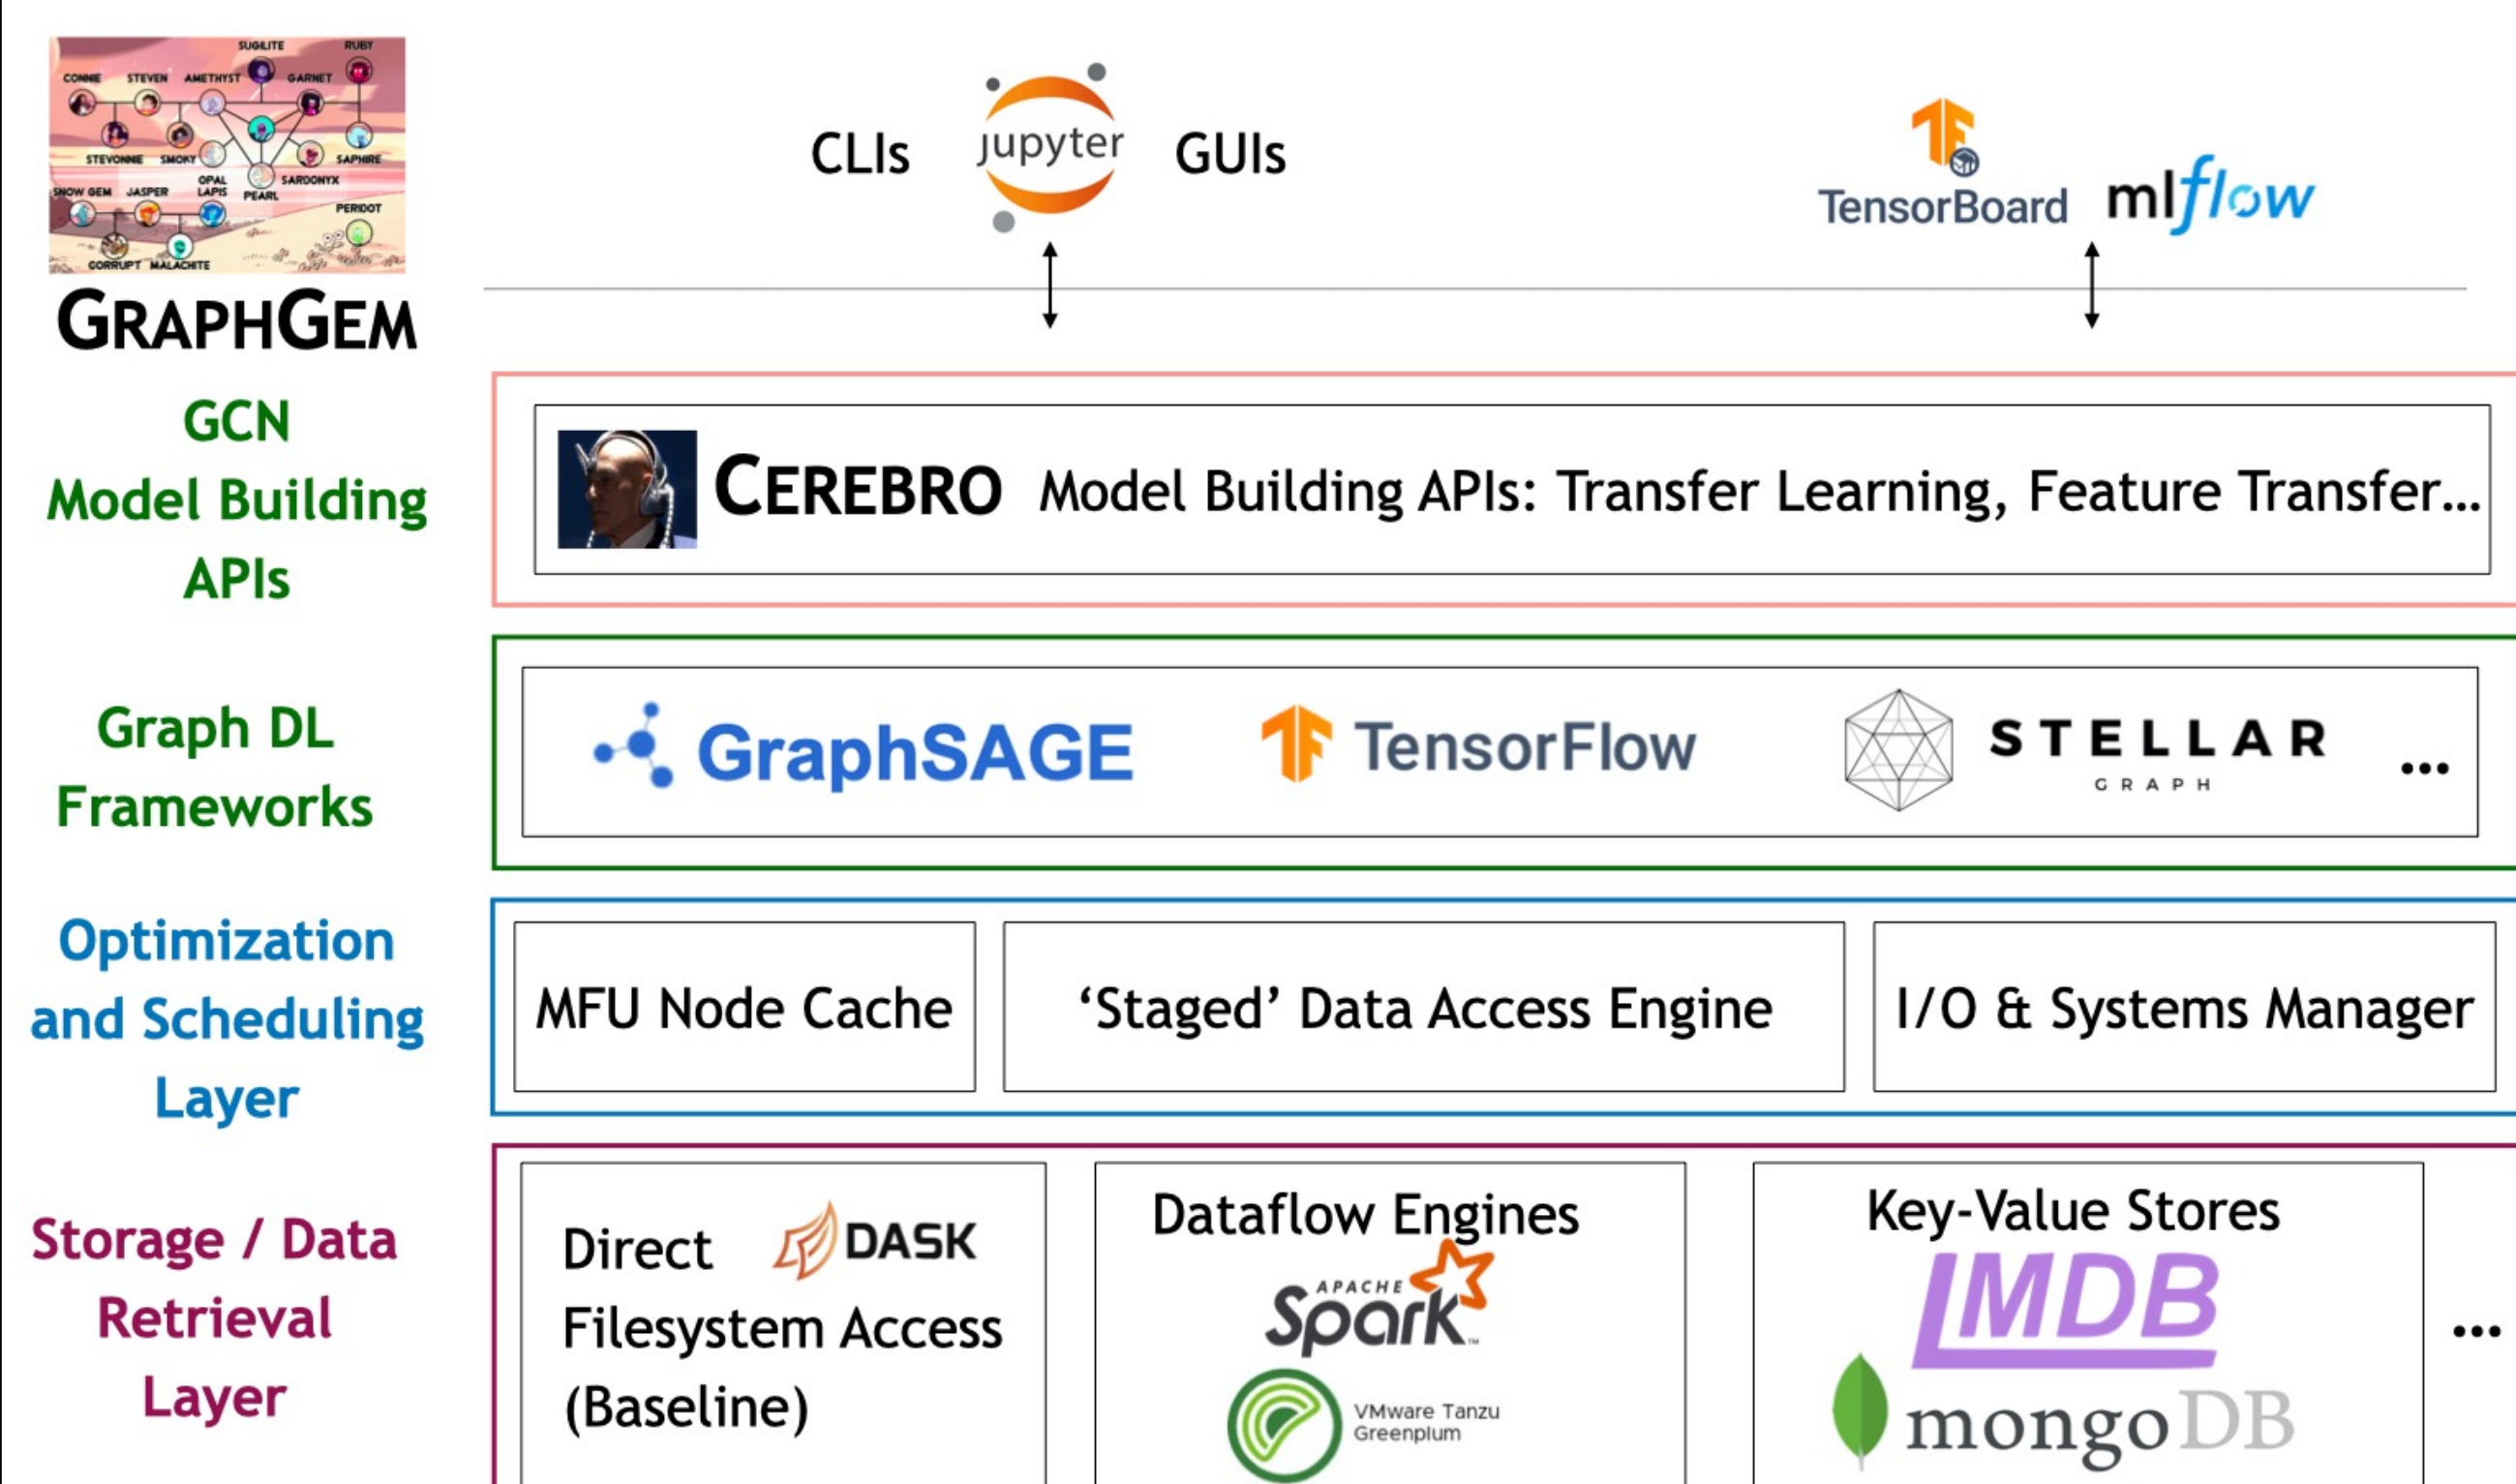 SUGILITE RUBY
CONNIE STEVEN AMETHYST GARNET
STEVONNIE SMOKY SAPHIRE
OPAL SARDONYX
SNOW GEM JASPER LAPIS PEARL
PERIDOT
CORRUPT MALACHITE
GRAPHGEM
CLIs jupyter GUIs
TensorBoard mlflow
GCN
Model Building
APIs
CEREBRO Model Building APIs: Transfer Learning, Feature Transfer...
Graph DL
Frameworks
GraphSAGE TensorFlow STELLAR
GRAPH
...
Optimization
and Scheduling
Layer
MFU Node Cache
‘Staged’ Data Access Engine
I/O & Systems Manager
Storage / Data
Retrieval
Layer
Direct DASK
Filesystem Access
(Baseline)
Dataflow Engines
APACHE
Spark™
VMware Tanzu
Greenplum
Key-Value Stores
LMDB
mongoDB
...